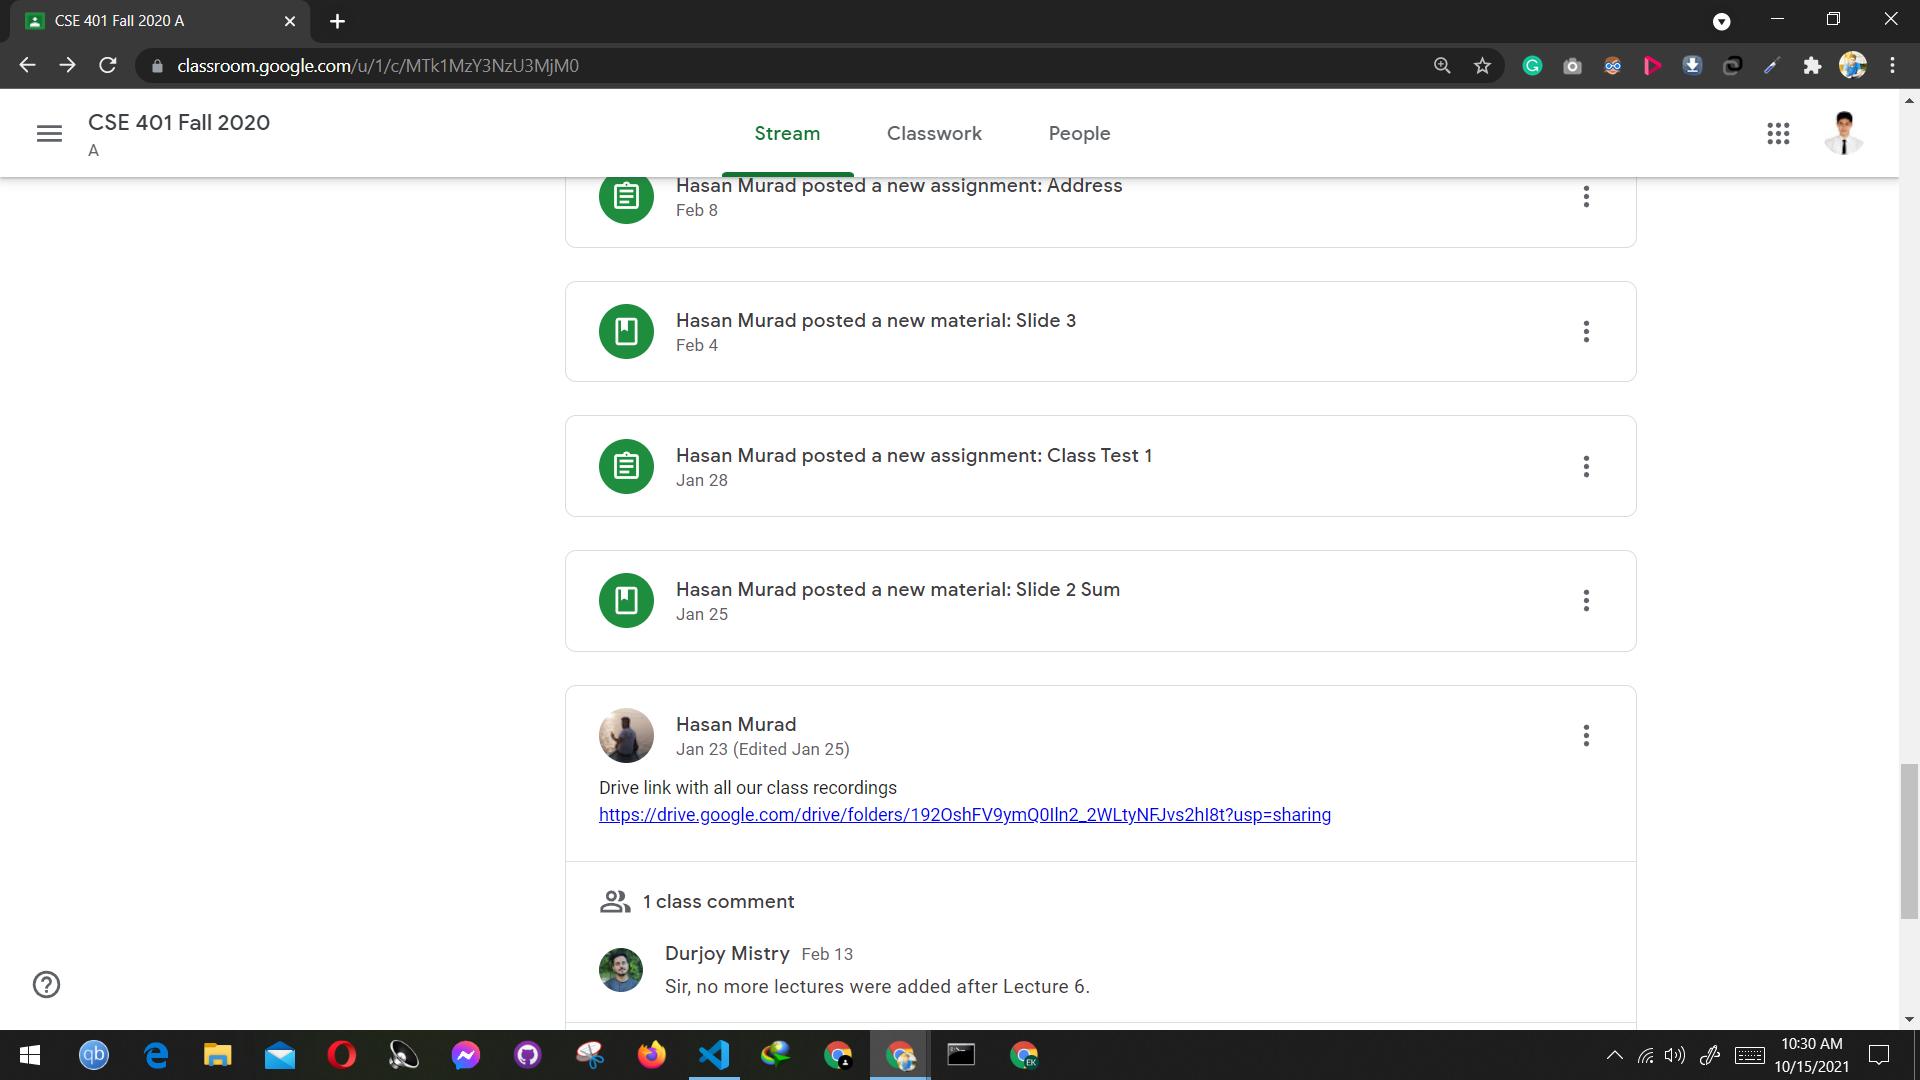 CSE 401 Fall 2020 A
classroom.google.com/u/1/c/MTk1MzY3NzU3MjM0
CSE 401 Fall 2020
A
Stream
Classwork
People
Hasan Murad posted a new assignment: Address
Feb 8
Hasan Murad posted a new material: Slide 3
Feb 4
Hasan Murad posted a new assignment: Class Test 1
Jan 28
Hasan Murad posted a new material: Slide 2 Sum
Jan 25
Hasan Murad
Jan 23 (Edited Jan 25)
Drive link with all our class recordings
https://drive.google.com/drive/folders/192OshFV9ymQ0Iln2_2WLtyNFJvs2hI8t?usp=sharing
1 class comment
Durjoy Mistry Feb 13
Sir, no more lectures were added after Lecture 6.
qb
EK
10:30 AM
10/15/2021